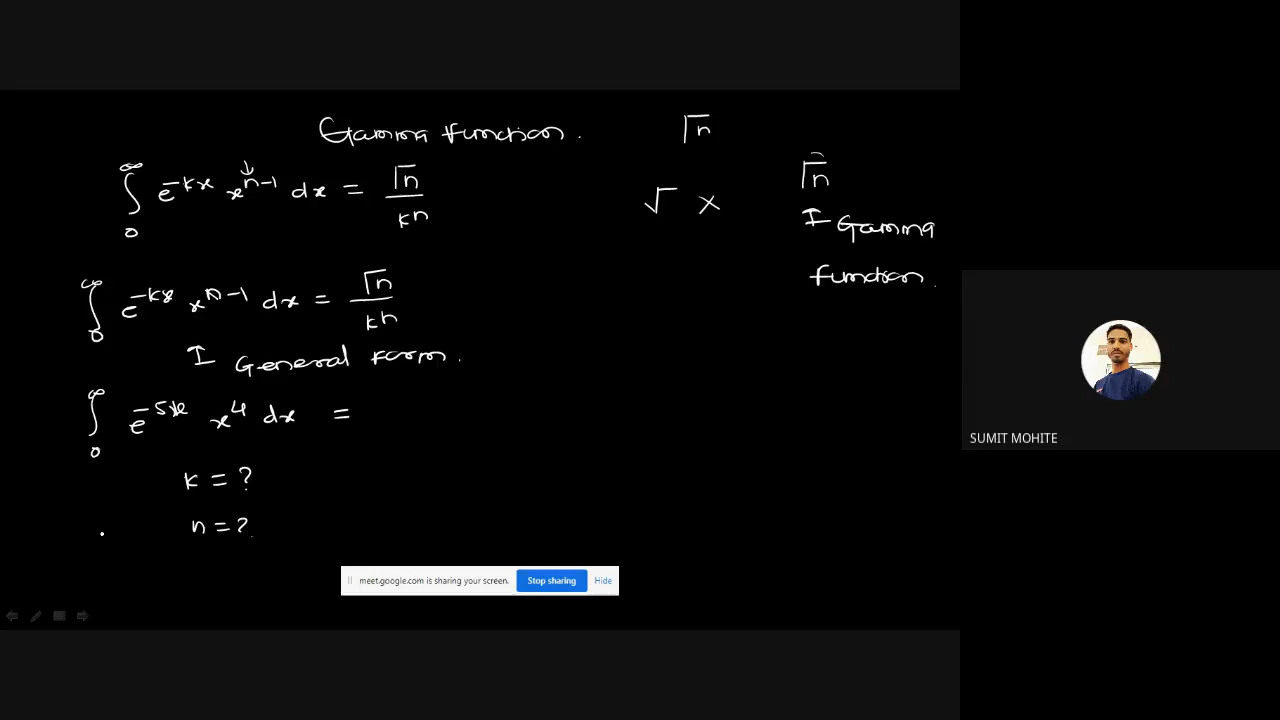 Gamma function. Γn
∫₀^∞ e^-kx x^n-1 dx = Γn / k^n
Γn
√ ×
I Gamma
function.
∫₀^∞ e^-kx x^n-1 dx = Γn / k^n
I General form.
∫₀^∞ e^-5x x^4 dx =
k = ?
n = ?
meet.google.com is sharing your screen. Stop sharing Hide
SUMIT MOHITE